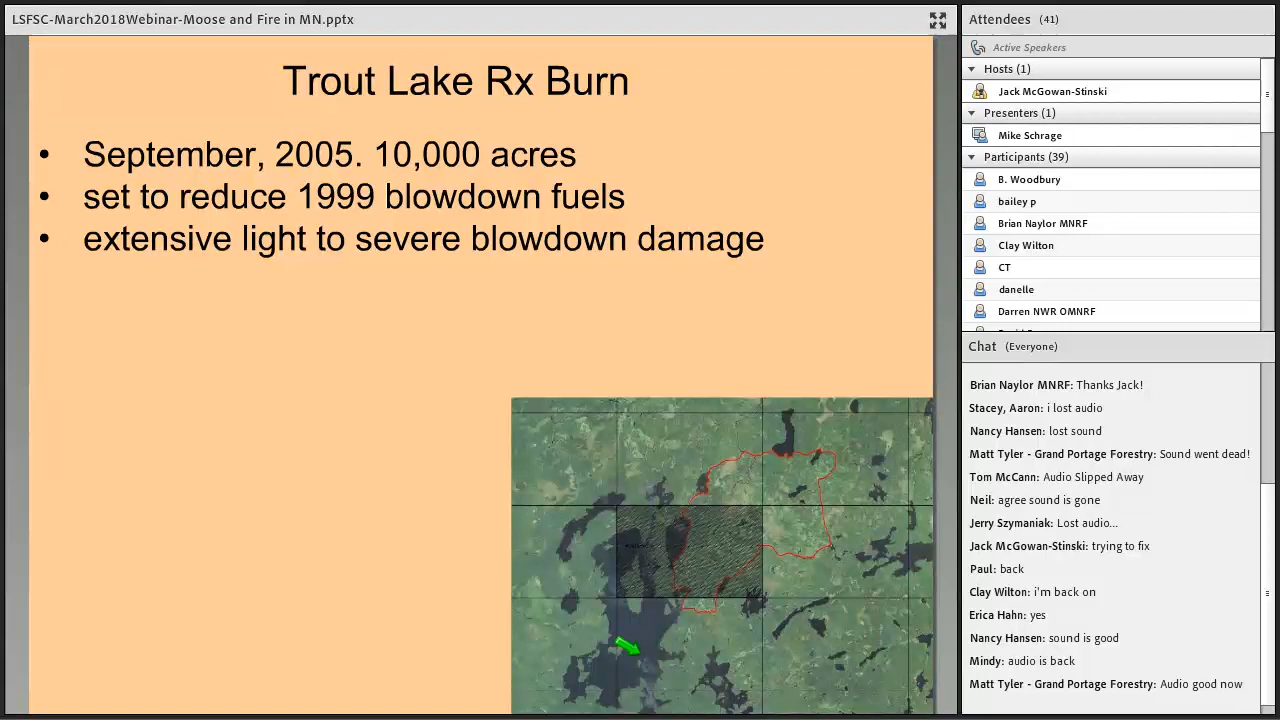 LSFSC-March2018Webinar-Moose and Fire in MN.pptx
Trout Lake Rx Burn
• September, 2005. 10,000 acres
• set to reduce 1999 blowdown fuels
• extensive light to severe blowdown damage
Attendees (41)
Active Speakers
Hosts (1)
Jack McGowan-Stinski
Presenters (1)
Mike Schrage
Participants (39)
B. Woodbury
bailey p
Brian Naylor MNRF
Clay Wilton
CT
danelle
Darren NWR OMNRF
Chat (Everyone)
Brian Naylor MNRF: Thanks Jack!
Stacey, Aaron: i lost audio
Nancy Hansen: lost sound
Matt Tyler - Grand Portage Forestry: Sound went dead!
Tom McCann: Audio Slipped Away
Neil: agree sound is gone
Jerry Szymaniak: Lost audio...
Jack McGowan-Stinski: trying to fix
Paul: back
Clay Wilton: i'm back on
Erica Hahn: yes
Nancy Hansen: sound is good
Mindy: audio is back
Matt Tyler - Grand Portage Forestry: Audio good now